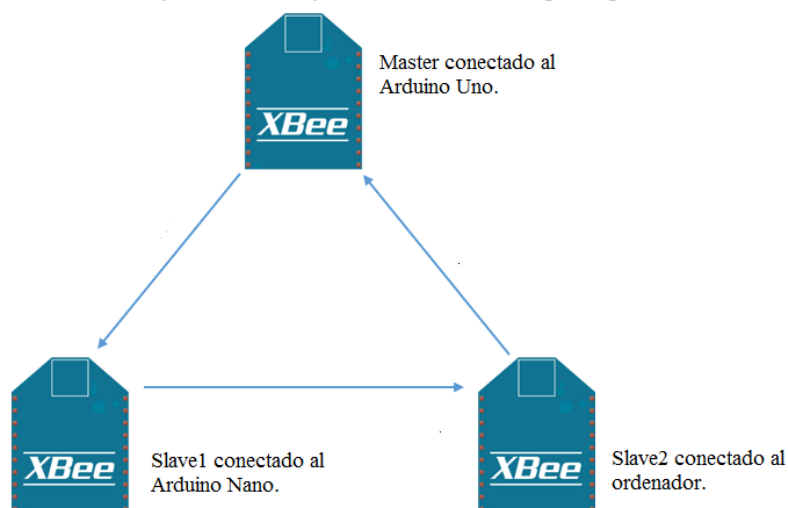 Master conectado al
Arduino Uno.
XBee
XBee
Slave1 conectado al
Arduino Nano.
XBee
Slave2 conectado al
ordenador.